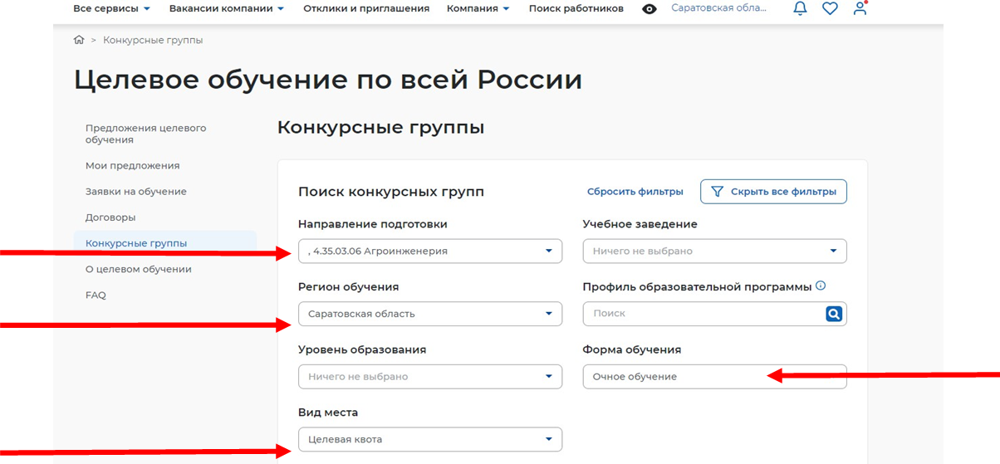 Все сервисы Вакансии компании Отклики и приглашения Компания Поиск работников Саратовская обла...
> Конкурсные группы
Целевое обучение по всей России
Предложения целевого
обучения
Мои предложения
Заявки на обучение
Договоры
Конкурсные группы
О целевом обучении
FAQ
Конкурсные группы
Поиск конкурсных групп Сбросить фильтры Скрыть все фильтры
Направление подготовки Учебное заведение
, 4.35.03.06 Агроинженерия Ничего не выбрано
Регион обучения Профиль образовательной программы
Саратовская область Поиск
Уровень образования Форма обучения
Ничего не выбрано Очное обучение
Вид места
Целевая квота